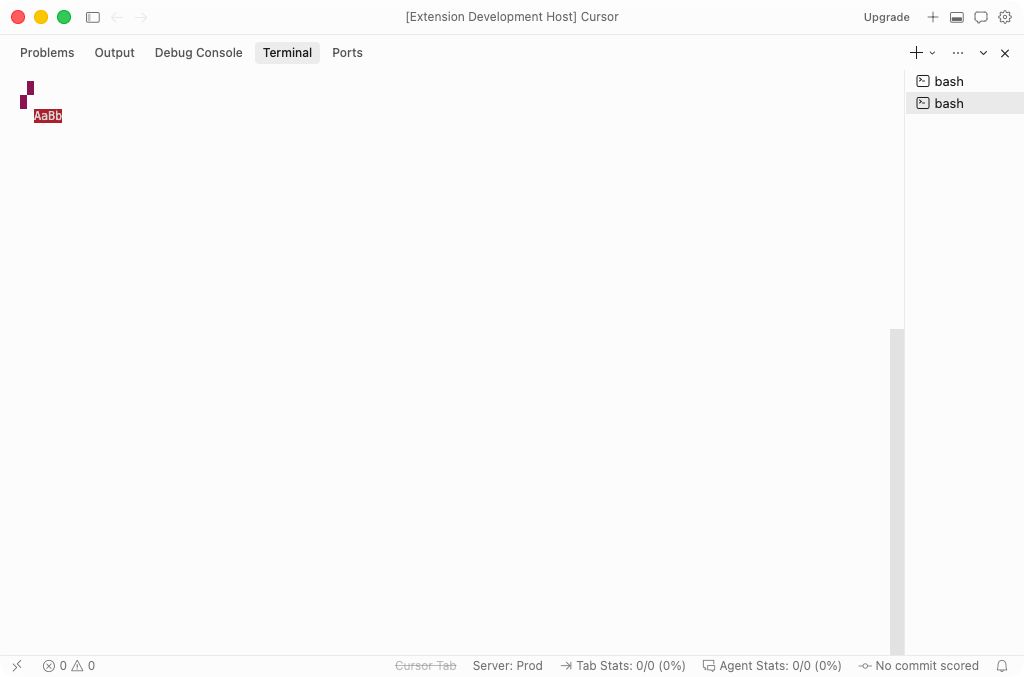 [Extension Development Host] Cursor
Upgrade
Problems Output Debug Console Terminal Ports
bash
bash
AaBb
0 0 Cursor Tab Server: Prod Tab Stats: 0/0 (0%) Agent Stats: 0/0 (0%) No commit scored